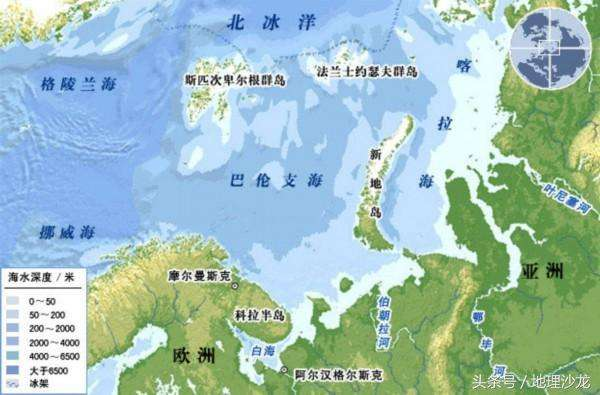 北冰洋
格陵兰海
斯匹次卑尔根群岛
法兰士约瑟夫群岛
喀拉海
新地岛
巴伦支海
挪威海
叶尼塞河
亚洲
摩尔曼斯克
科拉半岛
伯朝拉河
鄂毕河
欧洲
白海
阿尔汉格尔斯克
海水深度/米
0～50
50～200
200～2000
2000～4000
4000～6500
大于6500
冰架
头条号/地理沙龙